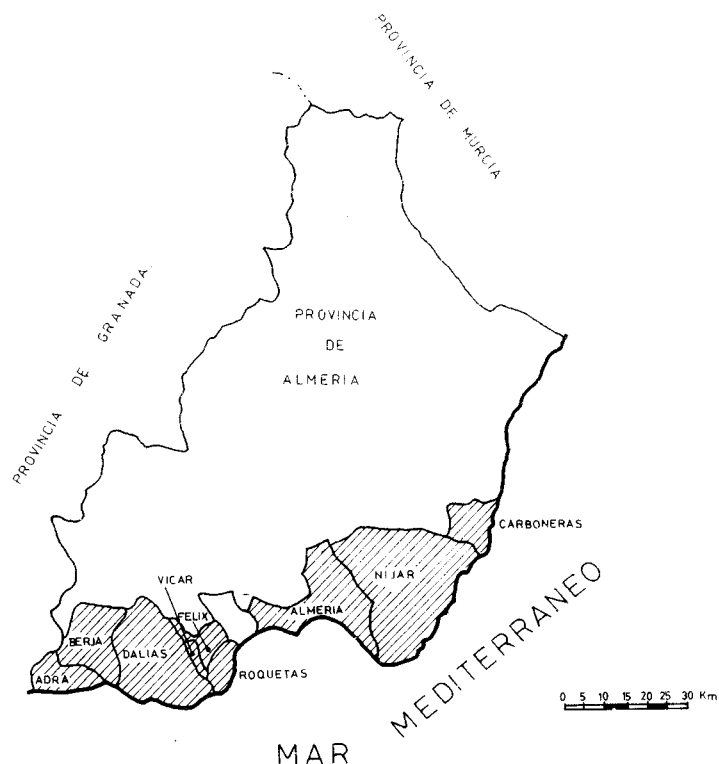 PROVINCIA DE MURCIA
PROVINCIA DE GRANADA
PROVINCIA
DE
ALMERIA
CARBONERAS
NIJAR
VICAR
FELIX
ALMERIA
BERJA
DALIAS
ADRA
ROQUETAS
MAR MEDITERRANEO
0 5 10 15 20 25 30 Km